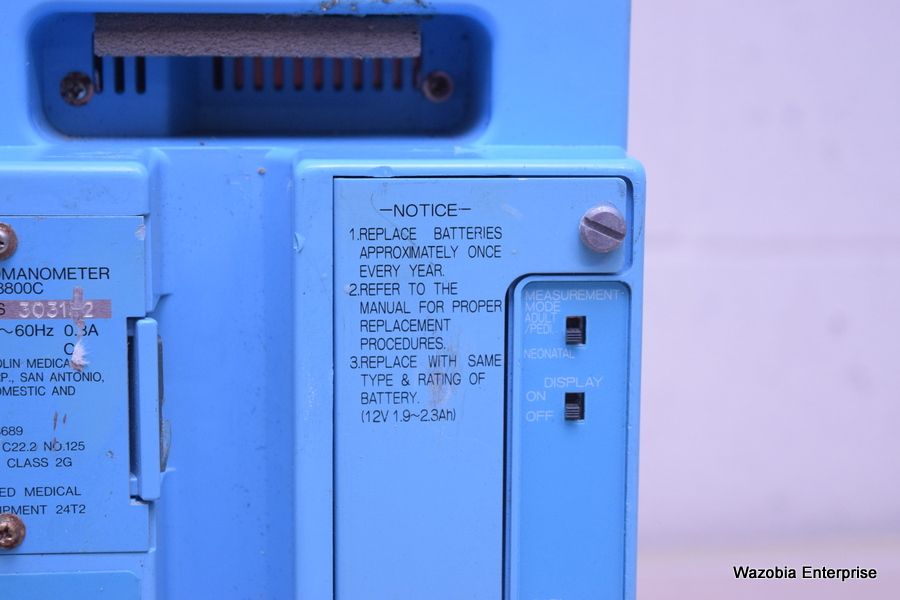 —NOTICE—
1.REPLACE BATTERIES
APPROXIMATELY ONCE
EVERY YEAR.
2.REFER TO THE
MANUAL FOR PROPER
REPLACEMENT
PROCEDURES.
3.REPLACE WITH SAME
TYPE & RATING OF
BATTERY.
(12V 1.9~2.3Ah)
MEASUREMENT
MODE
ADULT
/PEDI.
NEONATAL
DISPLAY
ON
OFF
OMANOMETER
8800C
~60Hz 0.3A
OLIN MEDICAL
RP., SAN ANTONIO,
OMESTIC AND
689
C22.2 NO.125
CLASS 2G
ED MEDICAL
IPMENT 24T2
Wazobia Enterprise